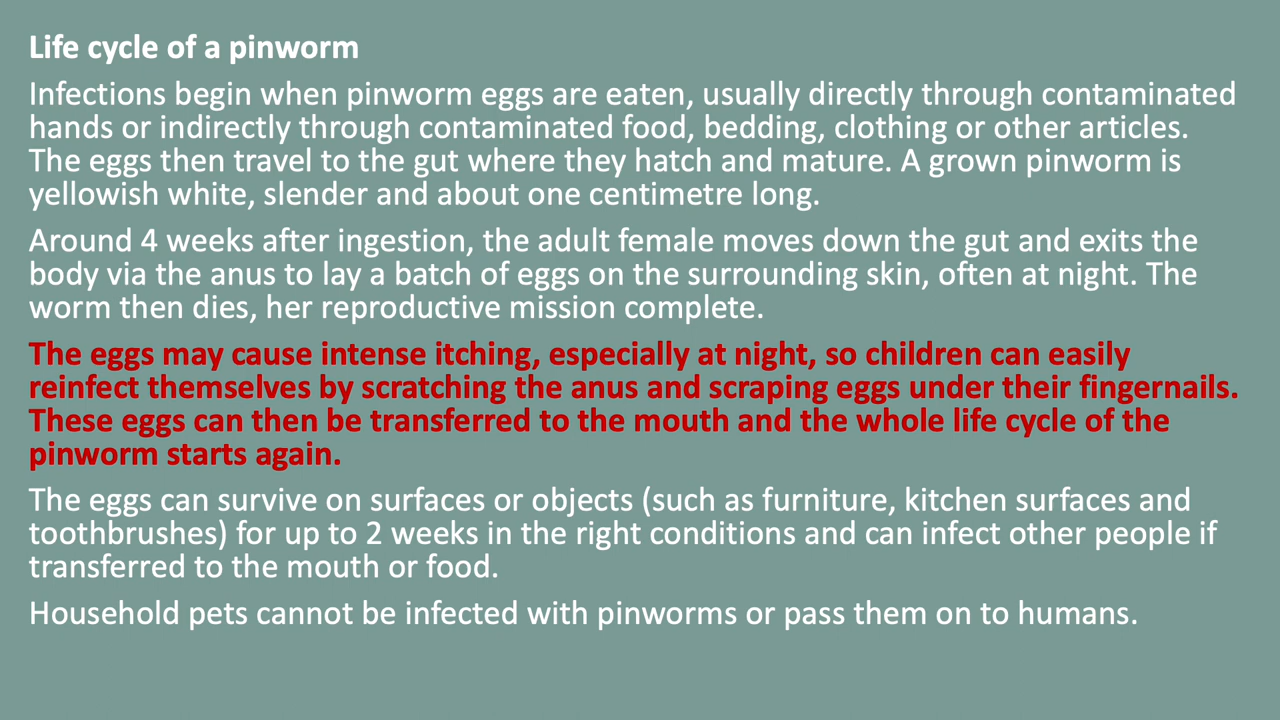 Life cycle of a pinworm
Infections begin when pinworm eggs are eaten, usually directly through contaminated
hands or indirectly through contaminated food, bedding, clothing or other articles.
The eggs then travel to the gut where they hatch and mature. A grown pinworm is
yellowish white, slender and about one centimetre long.
Around 4 weeks after ingestion, the adult female moves down the gut and exits the
body via the anus to lay a batch of eggs on the surrounding skin, often at night. The
worm then dies, her reproductive mission complete.
The eggs may cause intense itching, especially at night, so children can easily
reinfect themselves by scratching the anus and scraping eggs under their fingernails.
These eggs can then be transferred to the mouth and the whole life cycle of the
pinworm starts again.
The eggs can survive on surfaces or objects (such as furniture, kitchen surfaces and
toothbrushes) for up to 2 weeks in the right conditions and can infect other people if
transferred to the mouth or food.
Household pets cannot be infected with pinworms or pass them on to humans.